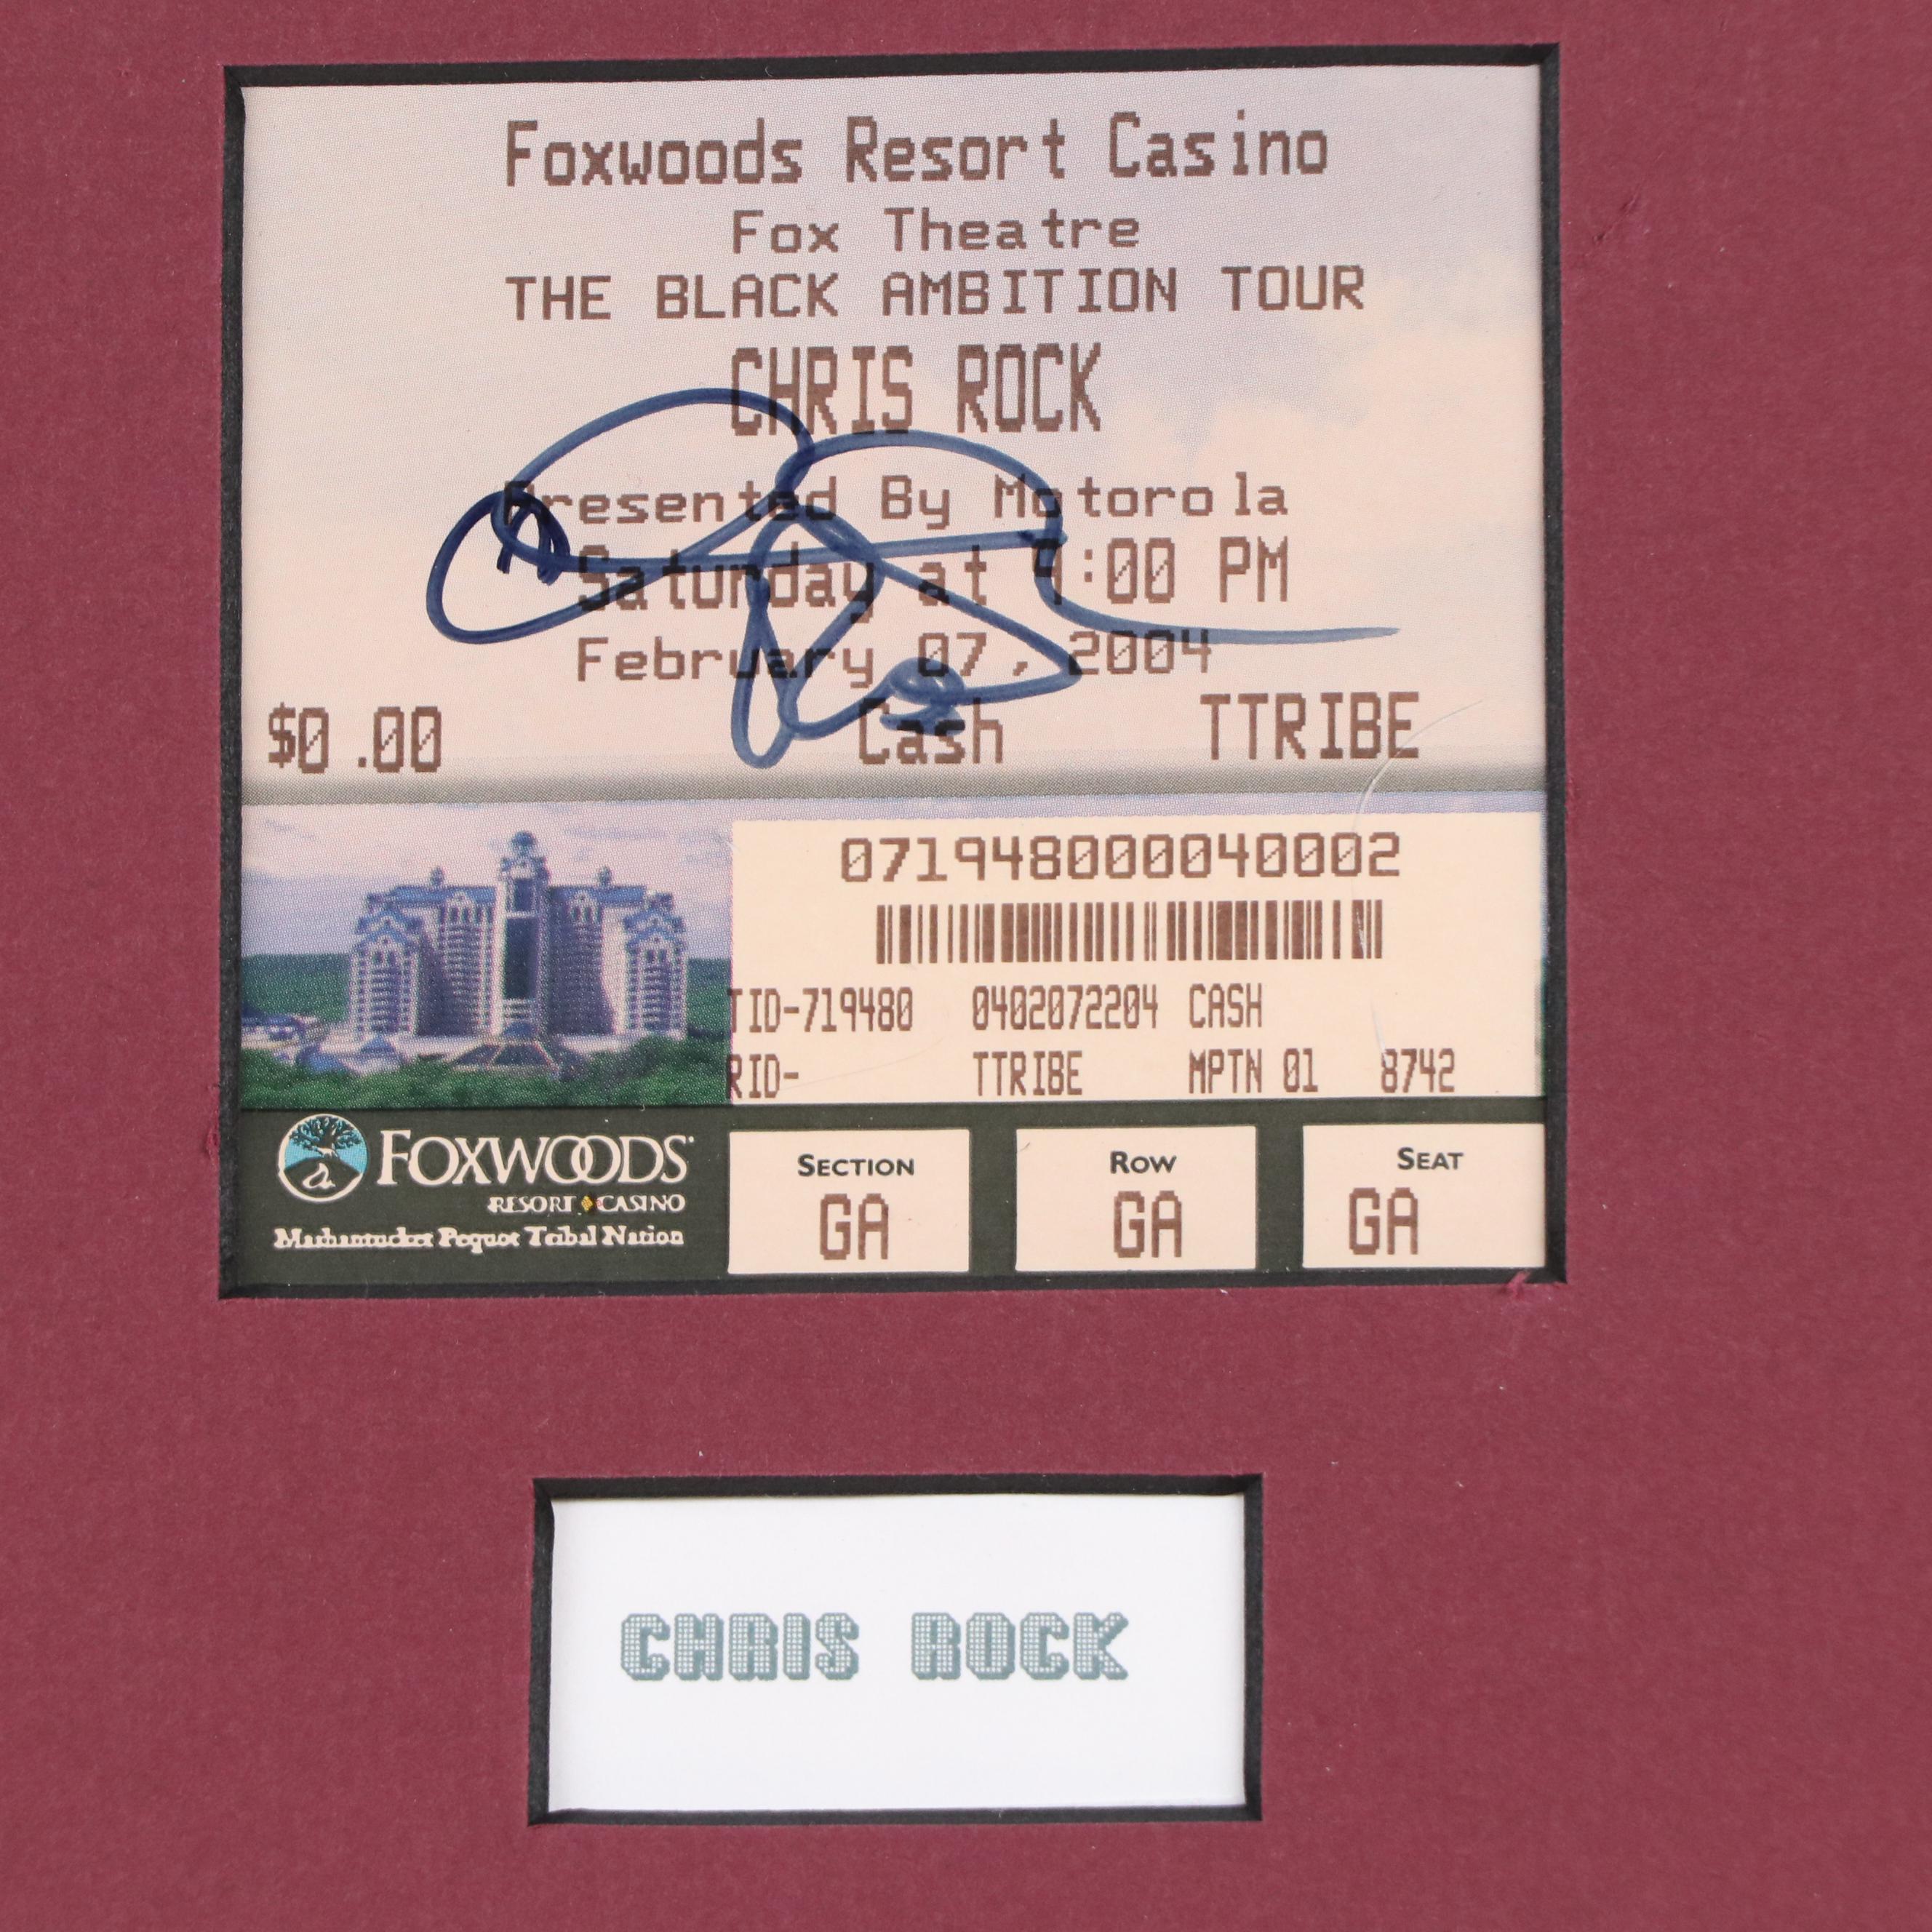 Foxwoods Resort Casino
Fox Theatre
THE BLACK AMBITION TOUR
CHRIS ROCK
Presented By Motorola
Saturday at 9:00 PM
February 07, 2004
$0.00 Cash TTRIBE
071948000040002
TID-719480 0402072204 CASH
RID- TTRIBE MPTN 01 8742
FOXWOODS
RESORT CASINO
Mashantucket Pequot Tribal Nation
SECTION ROW SEAT
GA GA GA
CHRIS ROCK